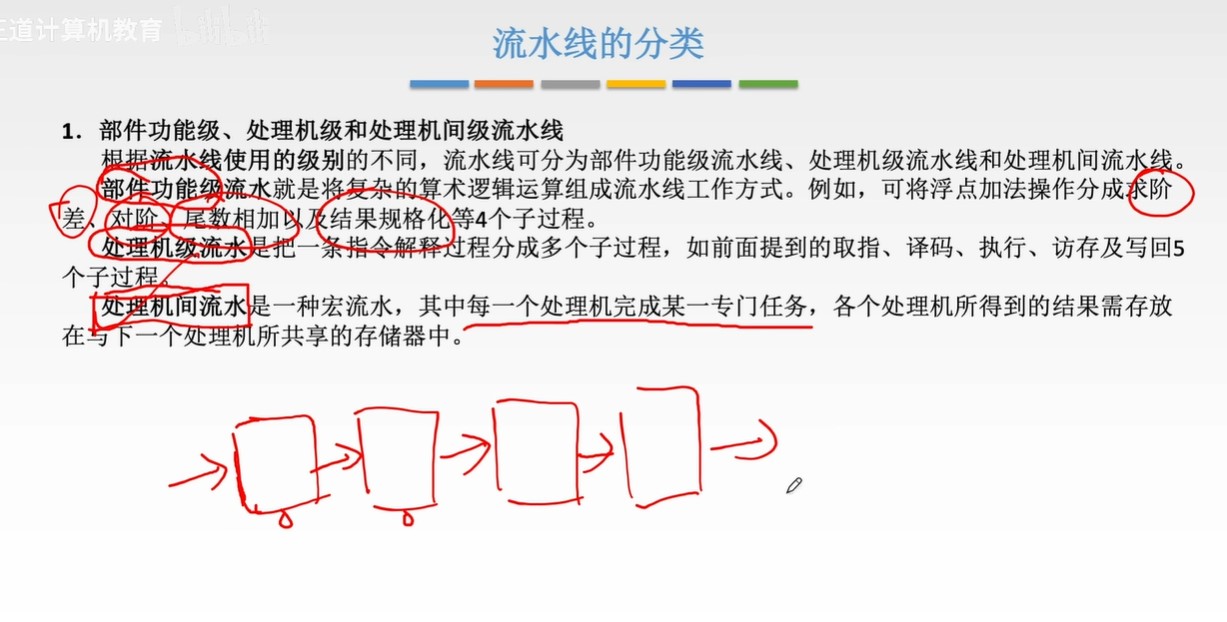 王道计算机教育
流水线的分类
1. 部件功能级、处理机级和处理机间级流水线
根据流水线使用的级别的不同，流水线可分为部件功能级流水线、处理机级流水线和处理机间流水线。
部件功能级流水就是将复杂的算术逻辑运算组成流水线工作方式。例如，可将浮点加法操作分成求阶
差、对阶、尾数相加以及结果规格化等4个子过程。
处理机级流水是把一条指令解释过程分成多个子过程，如前面提到的取指、译码、执行、访存及写回5
个子过程。
处理机间流水是一种宏流水，其中每一个处理机完成某一专门任务，各个处理机所得到的结果需存放
在与下一个处理机所共享的存储器中。